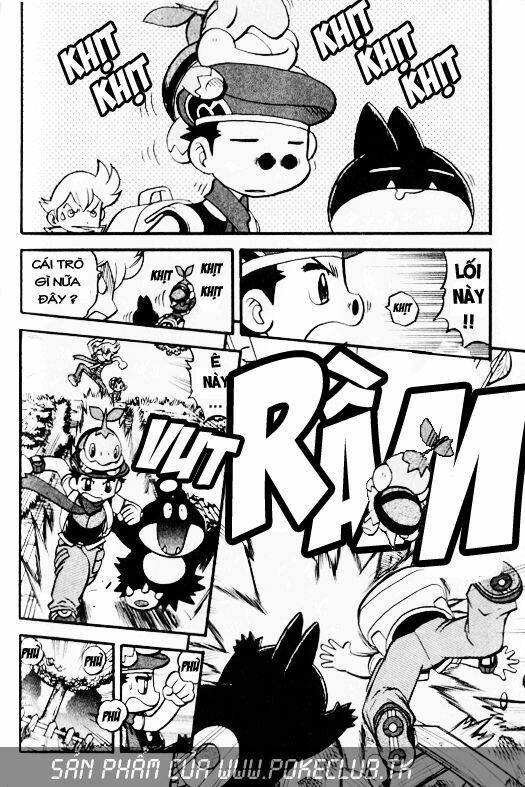 KHỊT
KHỊT
KHỊT
KHỊT
KHỊT
CÁI TRÒ
GÌ NỮA
ĐÂY ?
KHỊT
KHỊT
KHỊT
KHỊT
LỐI
NÀY
!!
Ê
NÀY
...
VỤT
RẦM
PHÙ
PHÙ
PHÙ
PHÙ
SẢN PHẨM CỦA WWW.POKECLUB.TK